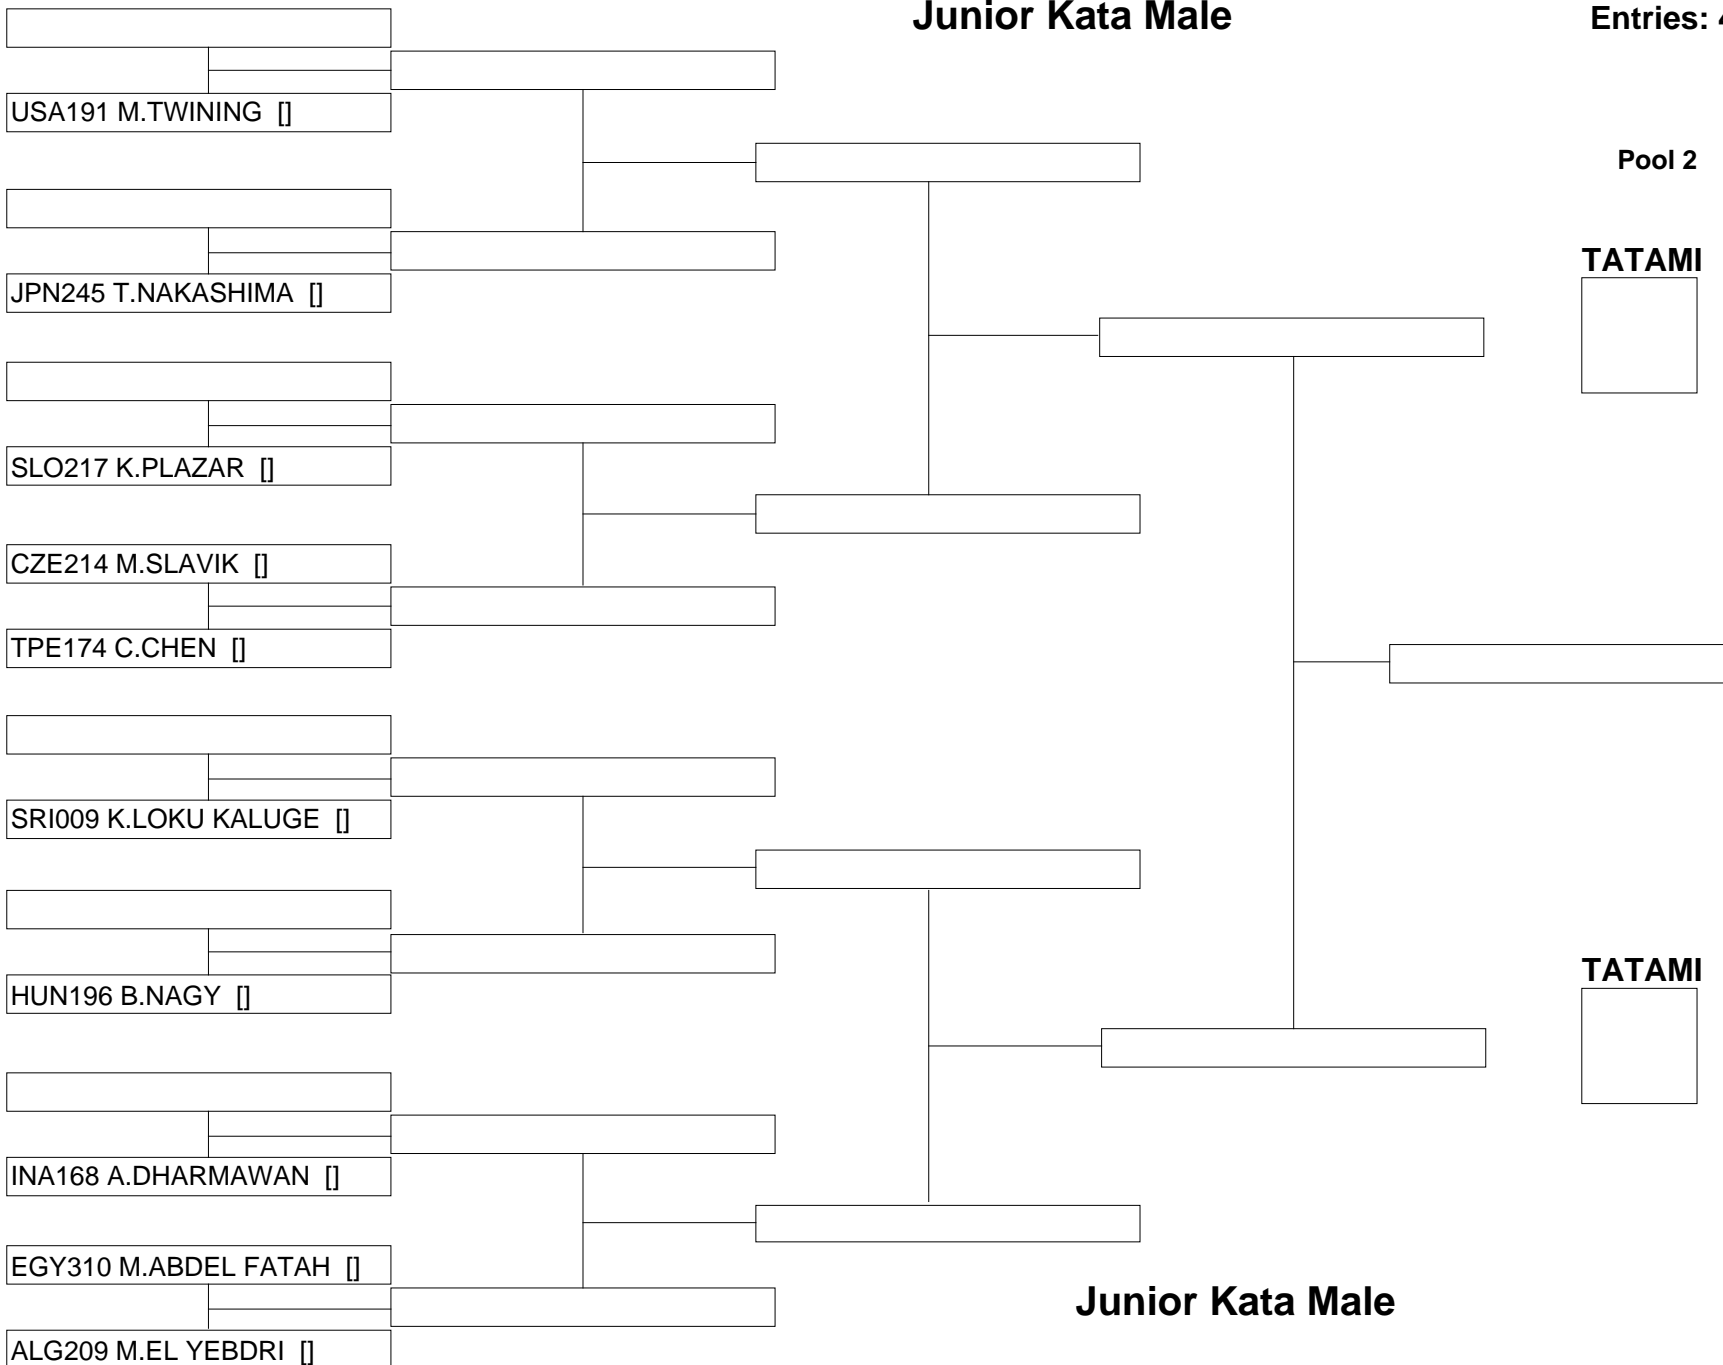 Junior Kata Male
Entries: 4
USA191 M.TWINING []
Pool 2
JPN245 T.NAKASHIMA []
TATAMI
SLO217 K.PLAZAR []
CZE214 M.SLAVIK []
TPE174 C.CHEN []
SRI009 K.LOKU KALUGE []
HUN196 B.NAGY []
TATAMI
INA168 A.DHARMAWAN []
EGY310 M.ABDEL FATAH []
Junior Kata Male
ALG209 M.EL YEBDRI []